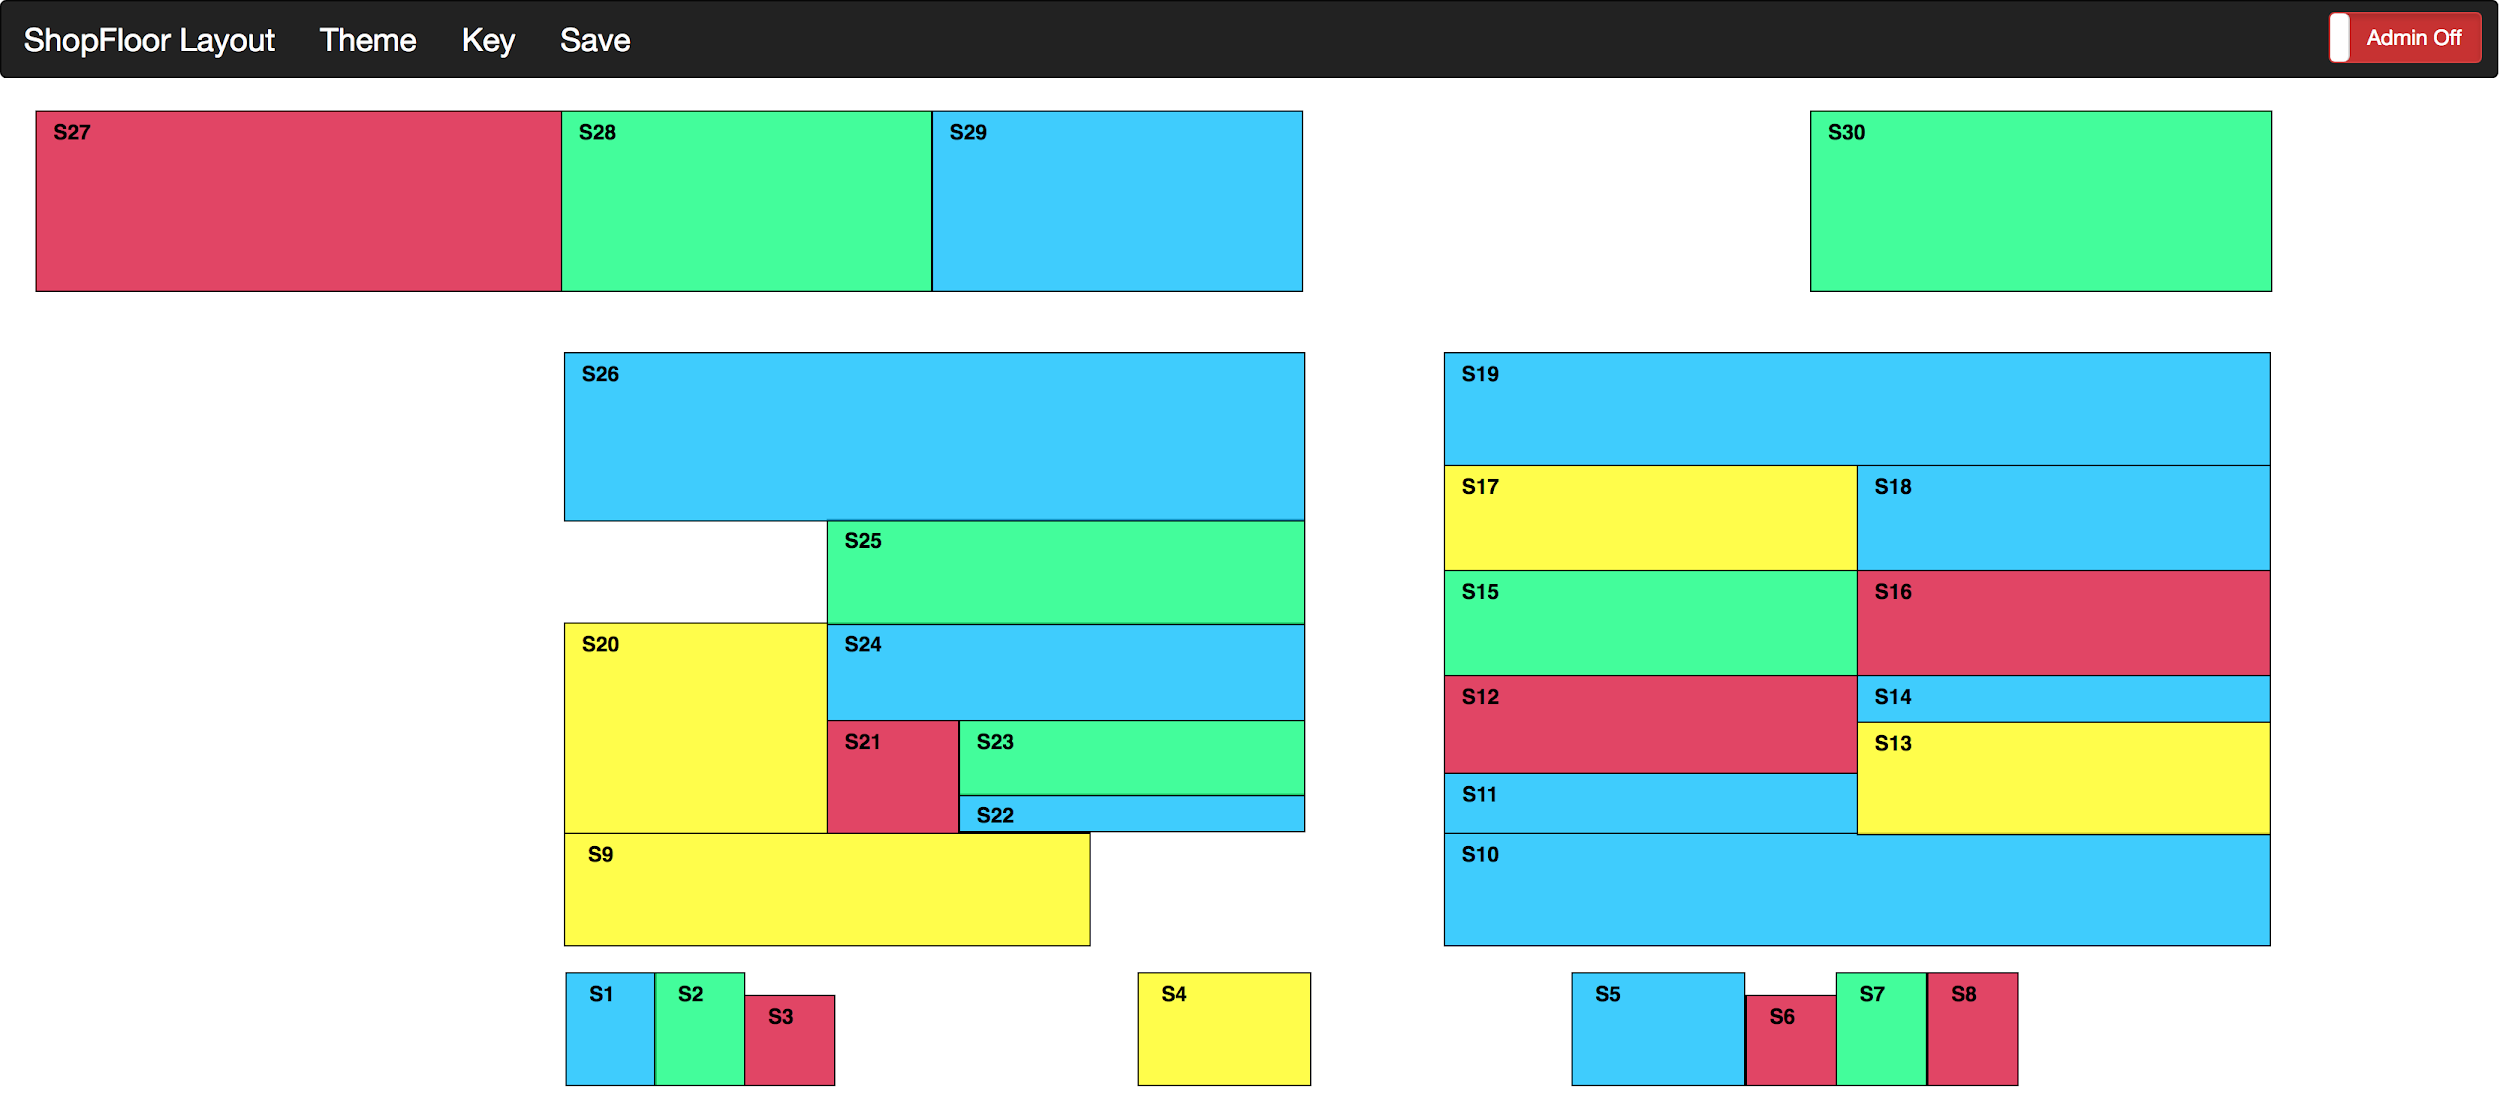 ShopFloor Layout Theme Key Save Admin Off
S27 S28 S29 S30
S26 S19
S17 S18
S25
S15 S16
S20 S24
S12 S14
S21 S23 S13
S11
S22
S9 S10
S1 S2 S4 S5 S7 S8
S3 S6